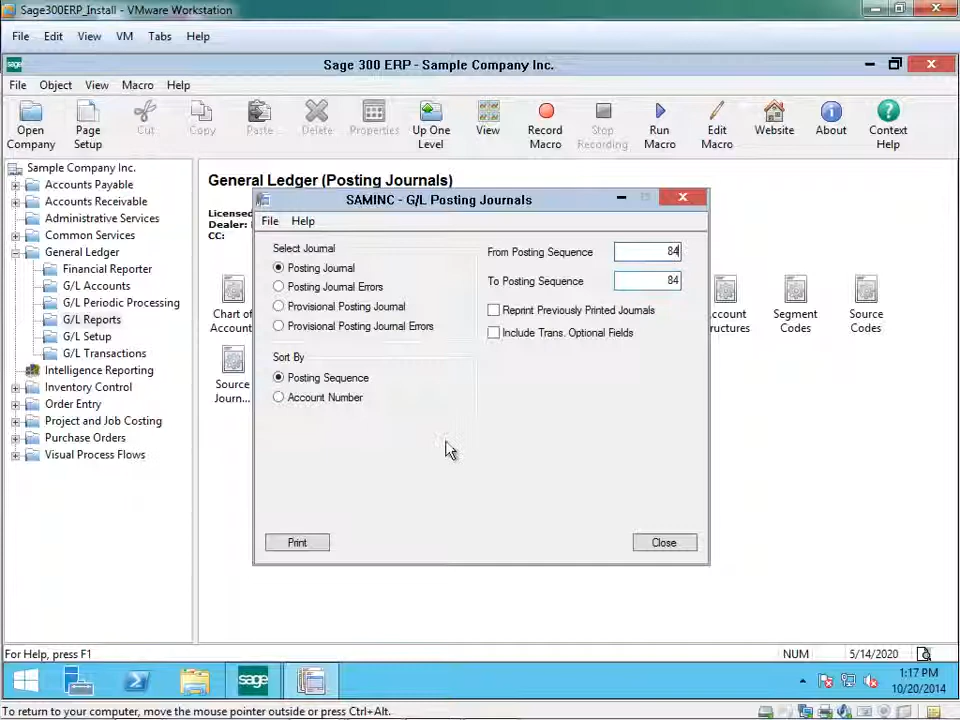 Sage300ERP_Install - VMware Workstation
File Edit View VM Tabs Help
sage
Sage 300 ERP - Sample Company Inc.
File Object View Macro Help
Open Company
Page Setup
Cut
Copy
Paste
Delete
Properties
Up One Level
View
Record Macro
Stop Recording
Run Macro
Edit Macro
Website
About
Context Help
Sample Company Inc.
Accounts Payable
Accounts Receivable
Administrative Services
Common Services
General Ledger
Financial Reporter
G/L Accounts
G/L Periodic Processing
G/L Reports
G/L Setup
G/L Transactions
Intelligence Reporting
Inventory Control
Order Entry
Project and Job Costing
Purchase Orders
Visual Process Flows
General Ledger (Posting Journals)
Licensed
Dealer:
CC:
Chart of
Accoun..
Source
Journ...
ccount
ructures
Segment
Codes
Source
Codes
SAMINC - G/L Posting Journals
File Help
Select Journal
Posting Journal
Posting Journal Errors
Provisional Posting Journal
Provisional Posting Journal Errors
Sort By
Posting Sequence
Account Number
From Posting Sequence 84
To Posting Sequence 84
Reprint Previously Printed Journals
Include Trans. Optional Fields
Print
Close
For Help, press F1
NUM
5/14/2020
sage
1:17 PM
10/20/2014
To return to your computer, move the mouse pointer outside or press Ctrl+Alt.